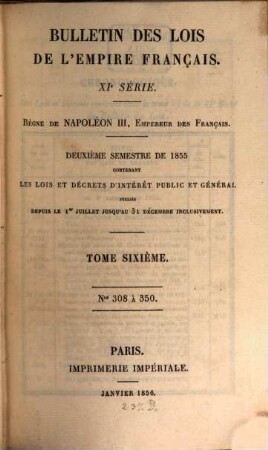 BULLETIN DES LOIS
DE L'EMPIRE FRANÇAIS.
XIᵉ SÉRIE.
RÈGNE DE NAPOLÉON III, EMPEREUR DES FRANÇAIS.
DEUXIÈME SEMESTRE DE 1855
CONTENANT
LES LOIS ET DÉCRETS D'INTÉRÊT PUBLIC ET GÉNÉRAL
PUBLIÉS
DEPUIS LE 1ᵉʳ JUILLET JUSQU'AU 31 DÉCEMBRE INCLUSIVEMENT.
TOME SIXIÈME.
Nᵒˢ 308 À 350.
PARIS.
IMPRIMERIE IMPÉRIALE.
JANVIER 1856.